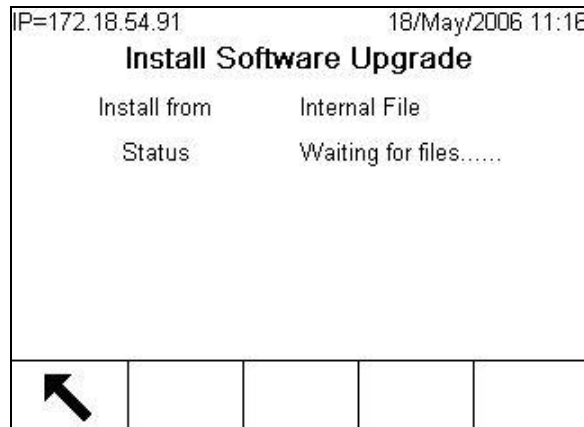 IP=172.18.54.91 18/May/2006 11:16
Install Software Upgrade
Install from Internal File
Status Waiting for files......